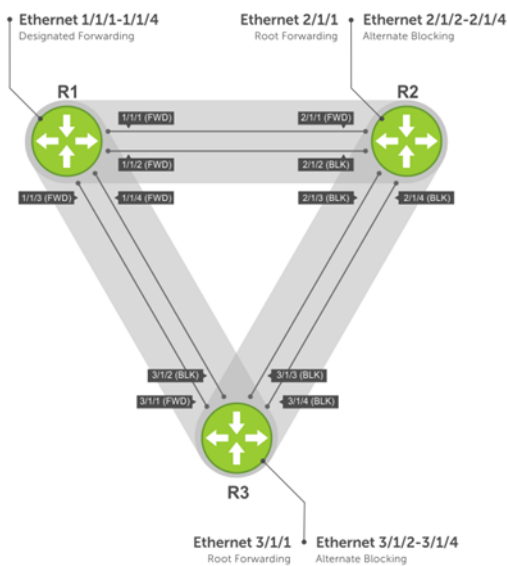 Ethernet 1/1/1-1/1/4
Designated Forwarding
Ethernet 2/1/1
Root Forwarding
Ethernet 2/1/2-2/1/4
Alternate Blocking
R1
R2
1/1/1 (FWD)
2/1/1 (FWD)
1/1/2 (FWD)
2/1/2 (BLK)
1/1/3 (FWD)
1/1/4 (FWD)
2/1/3 (BLK)
2/1/4 (BLK)
3/1/2 (BLK)
3/1/3 (BLK)
3/1/1 (FWD)
3/1/4 (BLK)
R3
Ethernet 3/1/1
Root Forwarding
Ethernet 3/1/2-3/1/4
Alternate Blocking